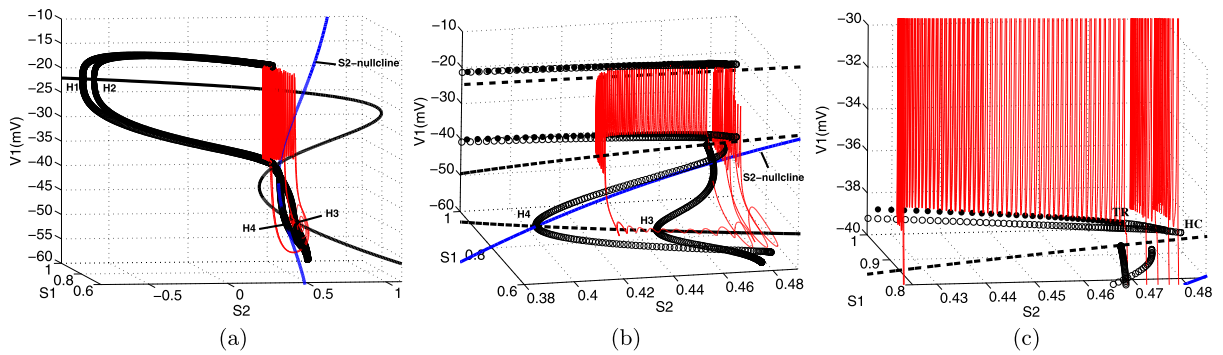 −10
−15
−20
−25
−30
−35
−40
−45
−50
−55
−60
V1(mV)
H1
H2
S2−nullcline
H3
H4
1
0.8
0.6
S1
−0.5
0
0.5
1
S2
(a)
−10
−20
−30
−40
−50
−60
V1(mV)
H4
H3
S2−nullcline
1
0.8
0.6
S1
0.38
0.4
0.42
0.44
0.46
0.48
S2
(b)
−30
−32
−34
−36
−38
−40
V1(mV)
TR
HC
1
0.9
0.8
S1
0.43
0.44
0.45
0.46
0.47
0.48
S2
(c)